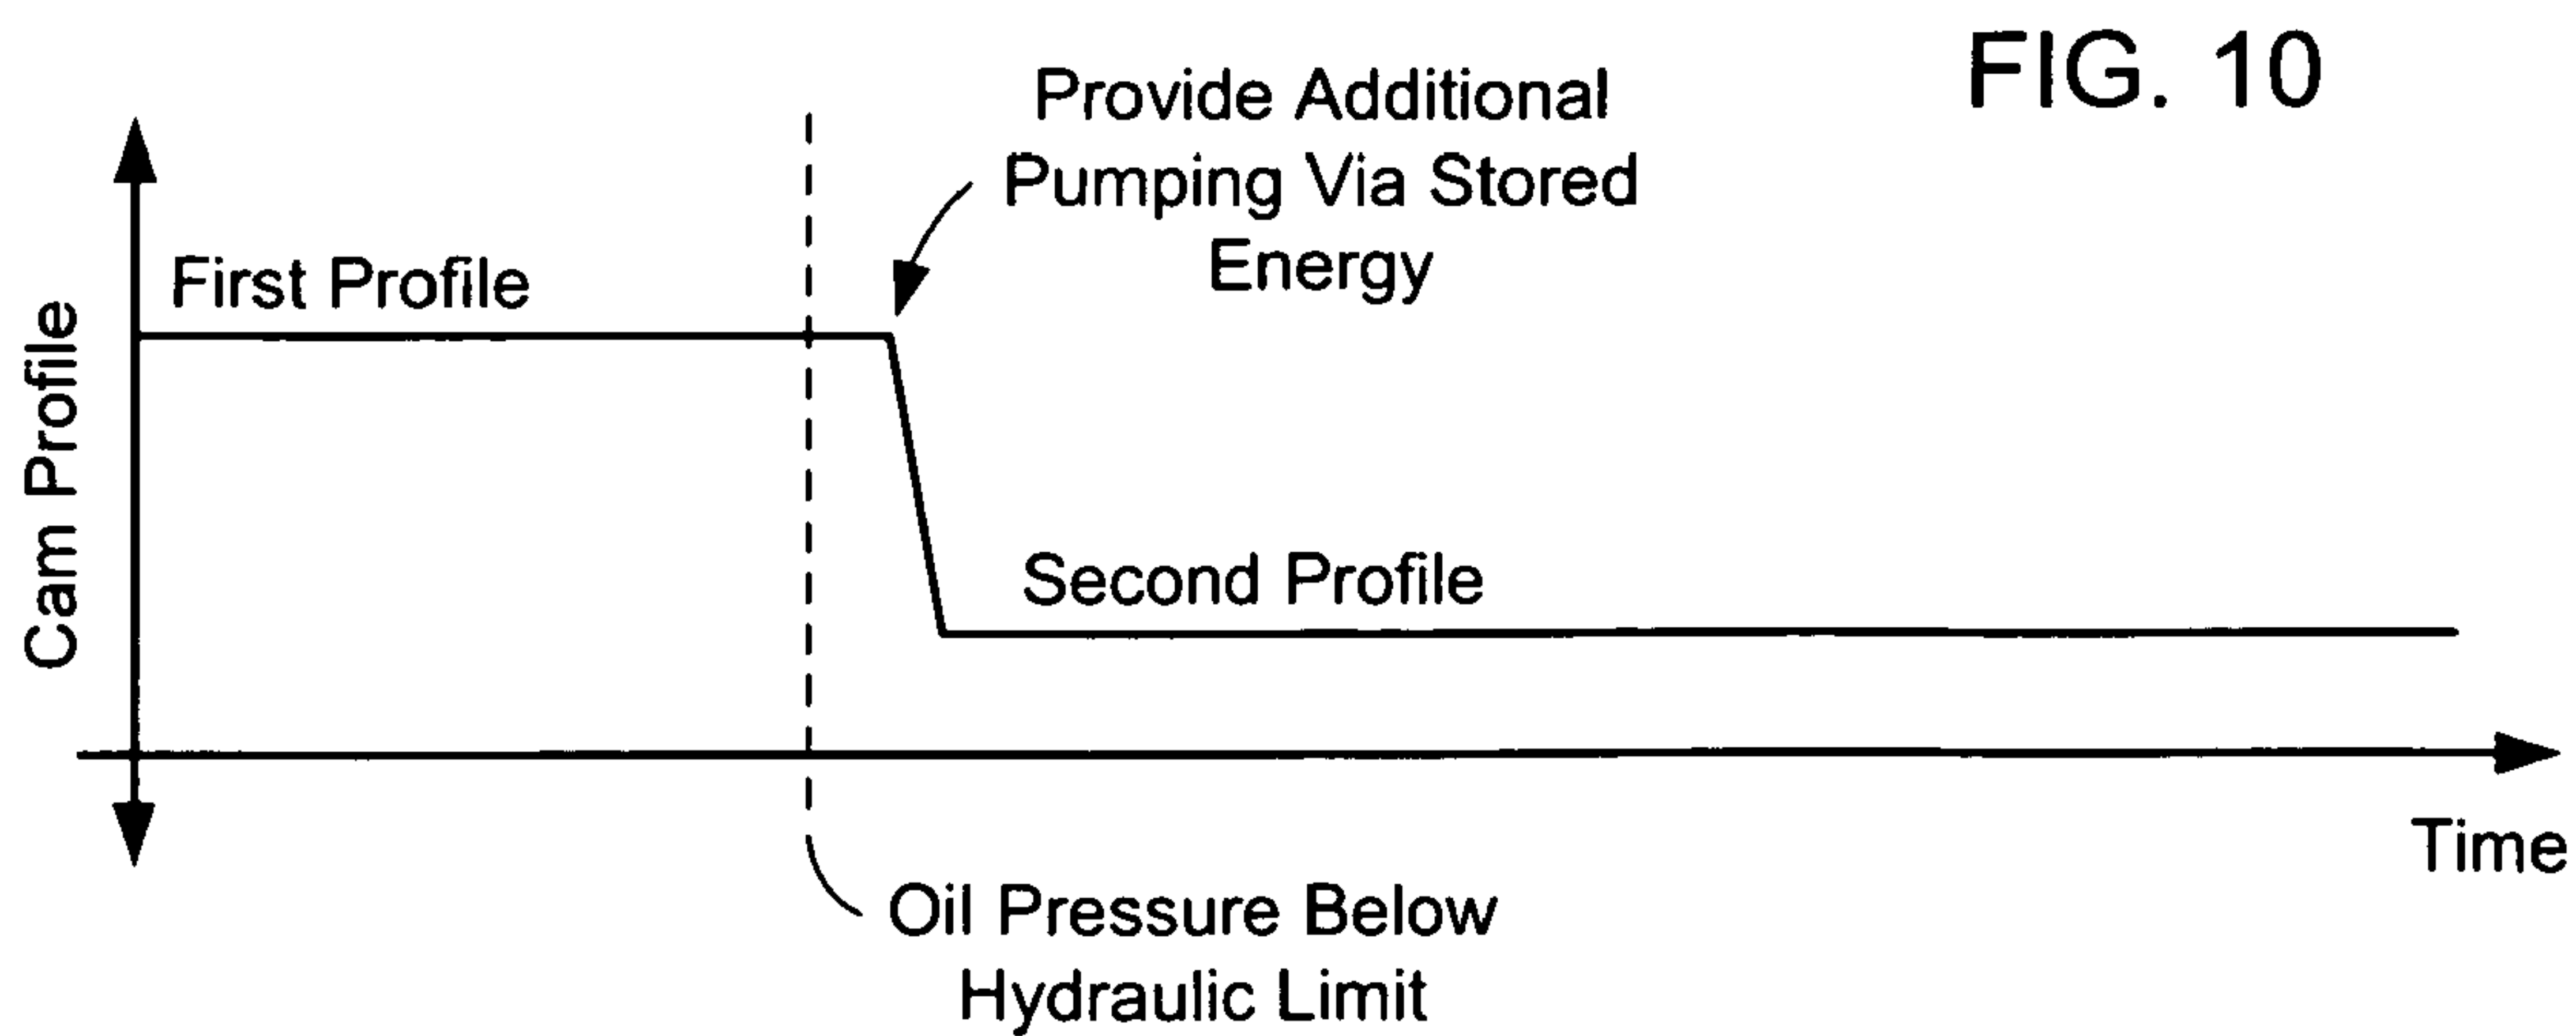 FIG. 10
Provide Additional
Pumping Via Stored
Energy
First Profile
Cam Profile
Second Profile
Time
Oil Pressure Below
Hydraulic Limit